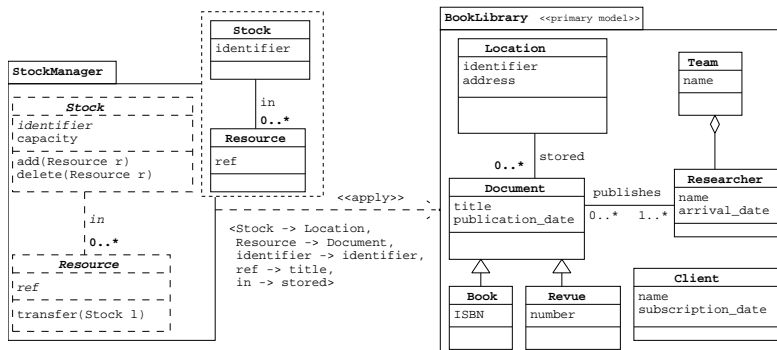 StockManager
Stock
identifier
capacity
add(Resource r)
delete(Resource r)
in
0..*
Resource
ref
transfer(Stock l)
Stock
identifier
in
0..*
Resource
ref
<<apply>>
<Stock -> Location,
Resource -> Document,
identifier -> identifier,
ref -> title,
in -> stored>
BookLibrary <<primary model>>
Location
identifier
address
stored
0..*
Document
title
publication_date
publishes
0..* 1..*
Team
name
Researcher
name
arrival_date
Book
ISBN
Revue
number
Client
name
subscription_date